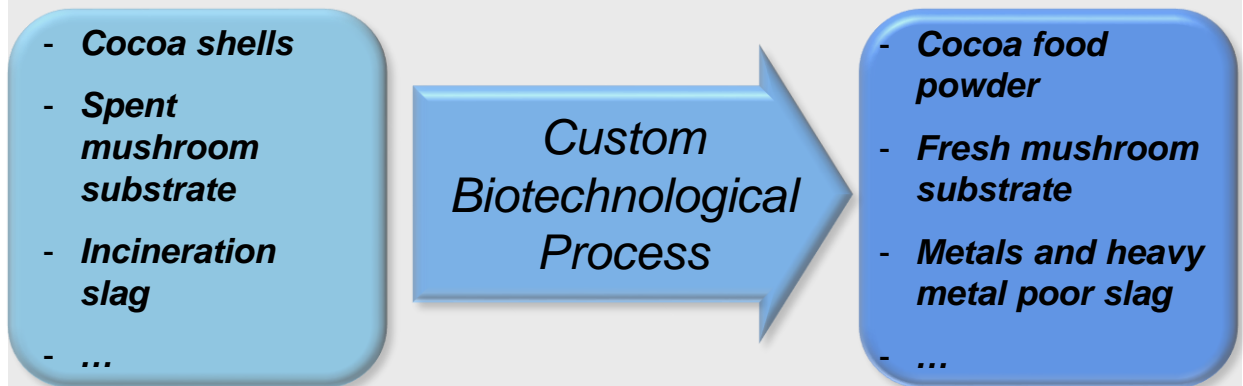 - Cocoa shells
- Spent
mushroom
substrate
- Incineration
slag
- ...
Custom
Biotechnological
Process
- Cocoa food
powder
- Fresh mushroom
substrate
- Metals and heavy
metal poor slag
- ...